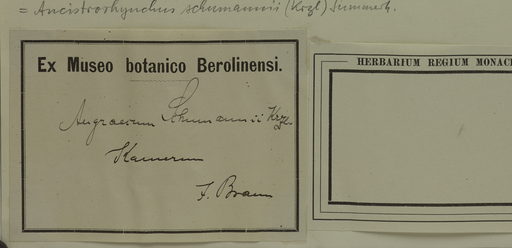 = Ancistrorhynchus schumannii (Krzl) Summerh.
Ex Museo botanico Berolinensi.
HERBARIUM REGIUM MONAC
Angraecum Schumannii Krzl.
Kamerun
J. Braun